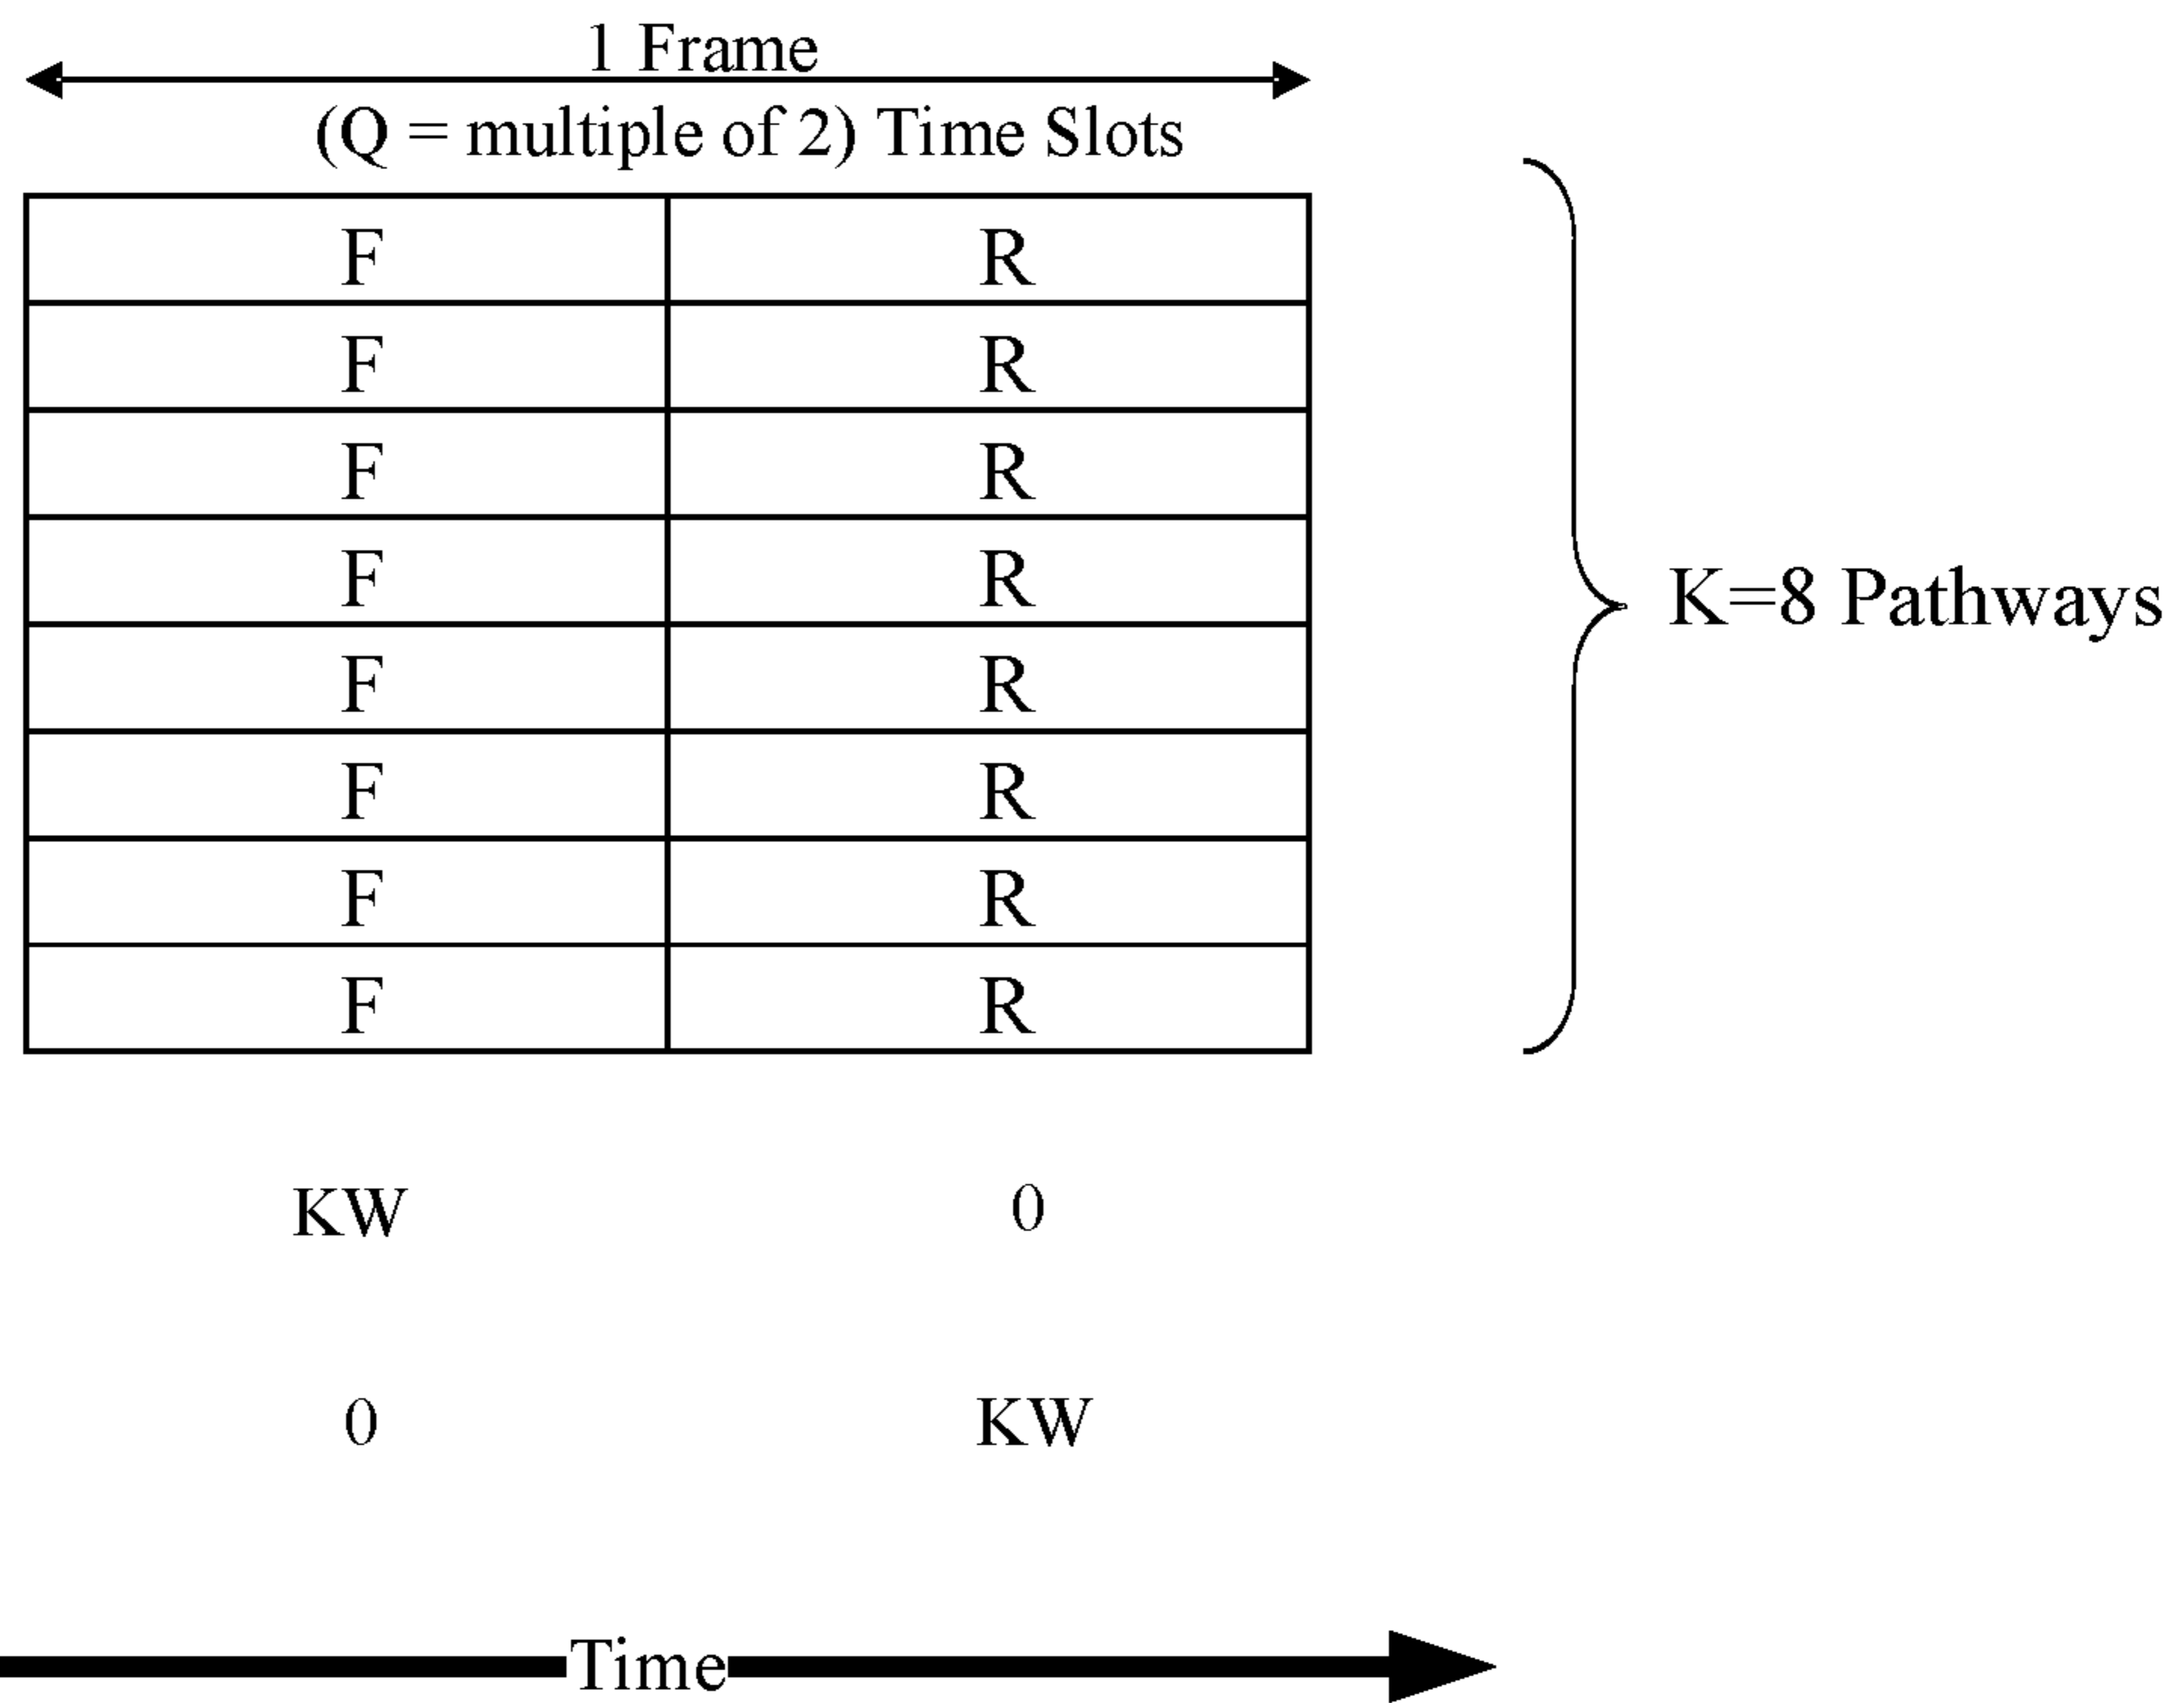 1 Frame
(Q = multiple of 2) Time Slots
F R
F R
F R
F R
F R
F R
F R
F R
K=8 Pathways
KW 0
0 KW
Time